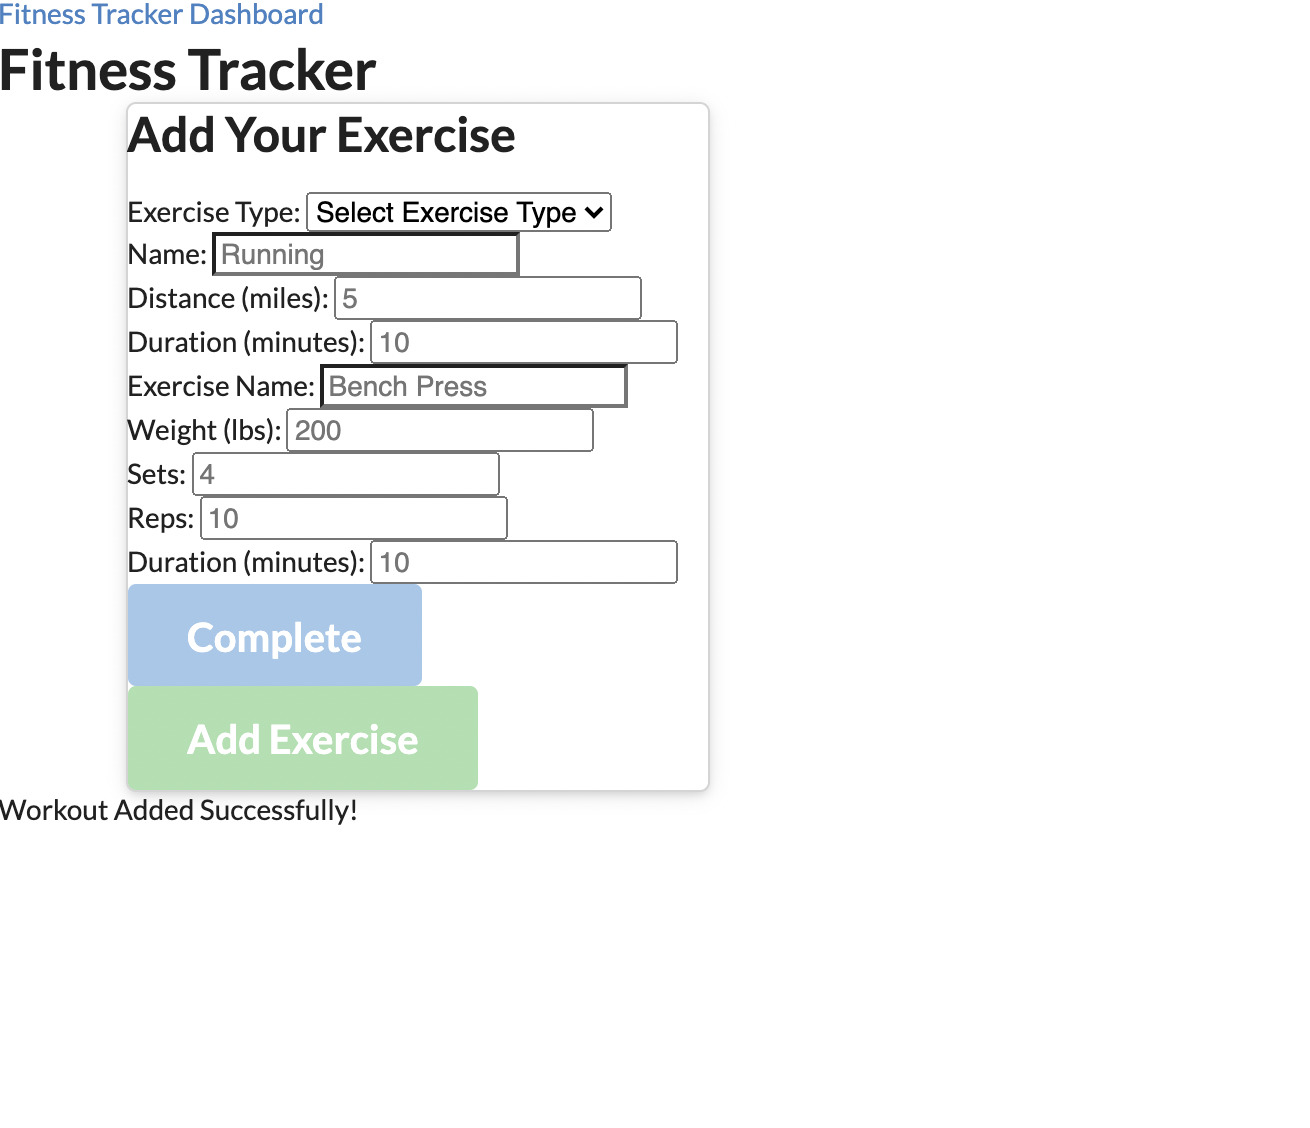 Fitness Tracker Dashboard
Fitness Tracker
Add Your Exercise
Exercise Type: Select Exercise Type
Name: Running
Distance (miles): 5
Duration (minutes): 10
Exercise Name: Bench Press
Weight (lbs): 200
Sets: 4
Reps: 10
Duration (minutes): 10
Complete
Add Exercise
Workout Added Successfully!